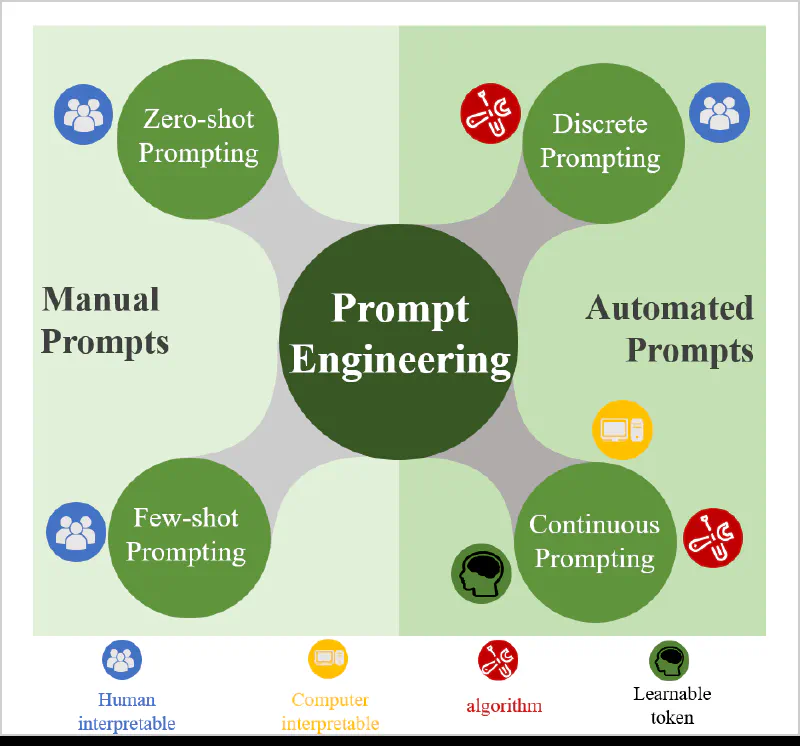 Zero-shot
Prompting
Discrete
Prompting
Manual
Prompts
Prompt
Engineering
Automated
Prompts
Few-shot
Prompting
Continuous
Prompting
Human
interpretable
Computer
interpretable
algorithm
Learnable
token